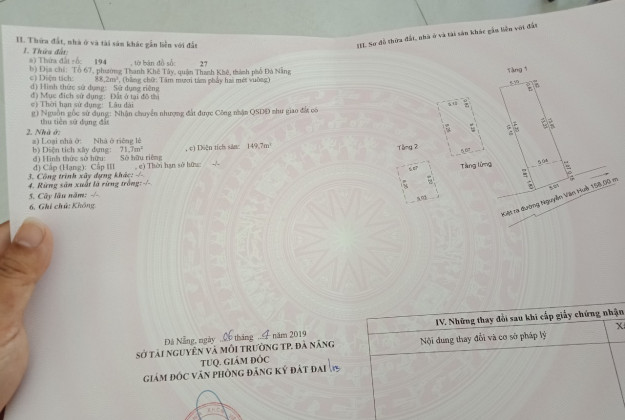 II. Thửa đất, nhà ở và tài sản khác gắn liền với đất
1. Thửa đất:
a) Thửa đất số: 194 , tờ bản đồ số: 27
b) Địa chỉ: Tổ 67, phường Thanh Khê Tây, quận Thanh Khê, thành phố Đà Nẵng
c) Diện tích: 88,2m², (bằng chữ: Tám mươi tám phẩy hai mét vuông)
d) Hình thức sử dụng: Sử dụng riêng
đ) Mục đích sử dụng: Đất ở tại đô thị
e) Thời hạn sử dụng: Lâu dài
g) Nguồn gốc sử dụng: Nhận chuyển nhượng đất được Công nhận QSDĐ như giao đất có
thu tiền sử dụng đất
2. Nhà ở:
a) Loại nhà ở: Nhà ở riêng lẻ
b) Diện tích xây dựng: 71,7m² , c) Diện tích sàn: 149,7m²
d) Hình thức sở hữu: Sở hữu riêng
đ) Cấp (Hạng): Cấp III , e) Thời hạn sở hữu: -/-
3. Công trình xây dựng khác: -/-
4. Rừng sản xuất là rừng trồng: -/-
5. Cây lâu năm: -/-
6. Ghi chú: Không
III. Sơ đồ thửa đất, nhà ở và tài sản khác gắn liền với đất
Tầng 1
Tầng 2
Tầng lửng
5.04
5.01
Kiệt ra đường Nguyễn Văn Huề 158.00 m
Đà Nẵng, ngày 06 tháng 4 năm 2019
SỞ TÀI NGUYÊN VÀ MÔI TRƯỜNG TP. ĐÀ NẴNG
TUQ. GIÁM ĐỐC
GIÁM ĐỐC VĂN PHÒNG ĐĂNG KÝ ĐẤT ĐAI
IV. Những thay đổi sau khi cấp giấy chứng nhận
Nội dung thay đổi và cơ sở pháp lý